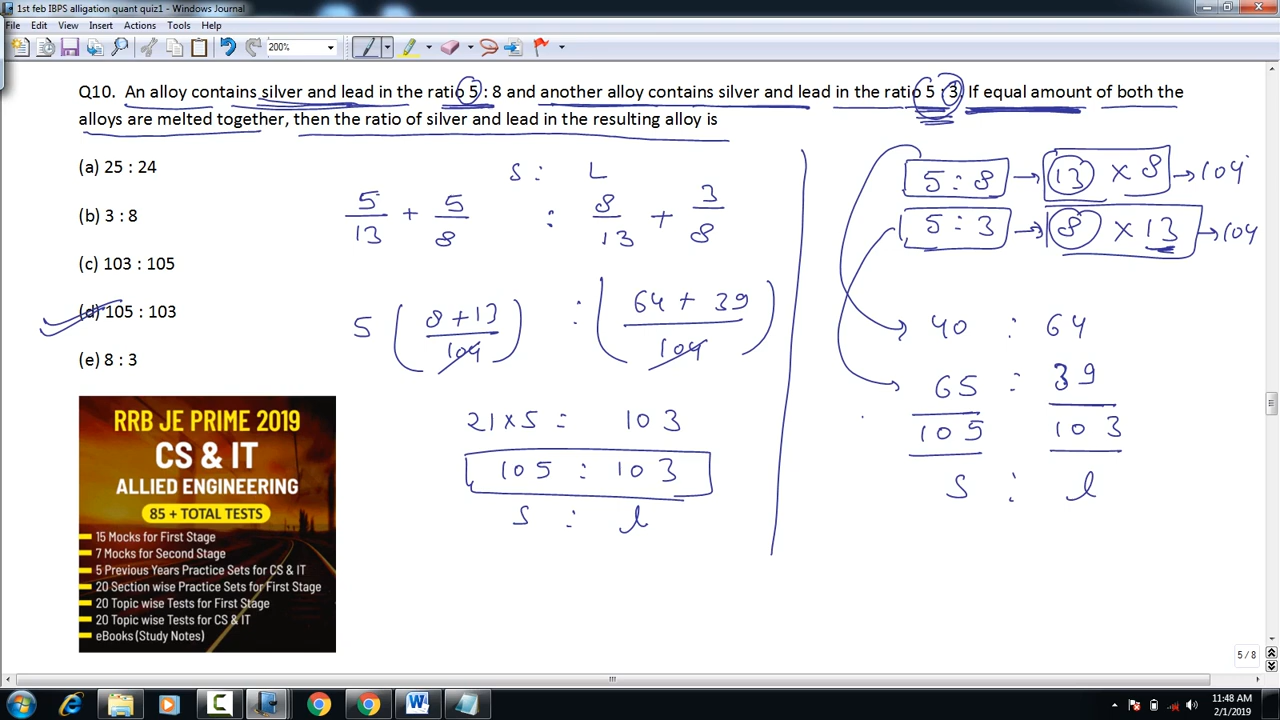 1st feb IBPS alligation quant quiz1 - Windows Journal
File Edit View Insert Actions Tools Help
200%
Q10. An alloy contains silver and lead in the ratio 5 : 8 and another alloy contains silver and lead in the ratio 5 : 3. If equal amount of both the
alloys are melted together, then the ratio of silver and lead in the resulting alloy is
(a) 25 : 24
(b) 3 : 8
(c) 103 : 105
(d) 105 : 103
(e) 8 : 3
S : L
5/13 + 5/8 : 8/13 + 3/8
5 ( 8+13 / 104 ) : ( 64 + 39 / 104 )
21×5 = 103
105 : 103
S : l
5 : 8 → 13 × 8 → 104
5 : 3 → 8 × 13 → 104
40 : 64
65 : 39
105 103
S : l
RRB JE PRIME 2019
CS & IT
ALLIED ENGINEERING
85 + TOTAL TESTS
15 Mocks for First Stage
7 Mocks for Second Stage
5 Previous Years Practice Sets for CS & IT
20 Section wise Practice Sets for First Stage
20 Topic wise Tests for First Stage
20 Topic wise Tests for CS & IT
eBooks (Study Notes)
5 / 8
11:48 AM
2/1/2019